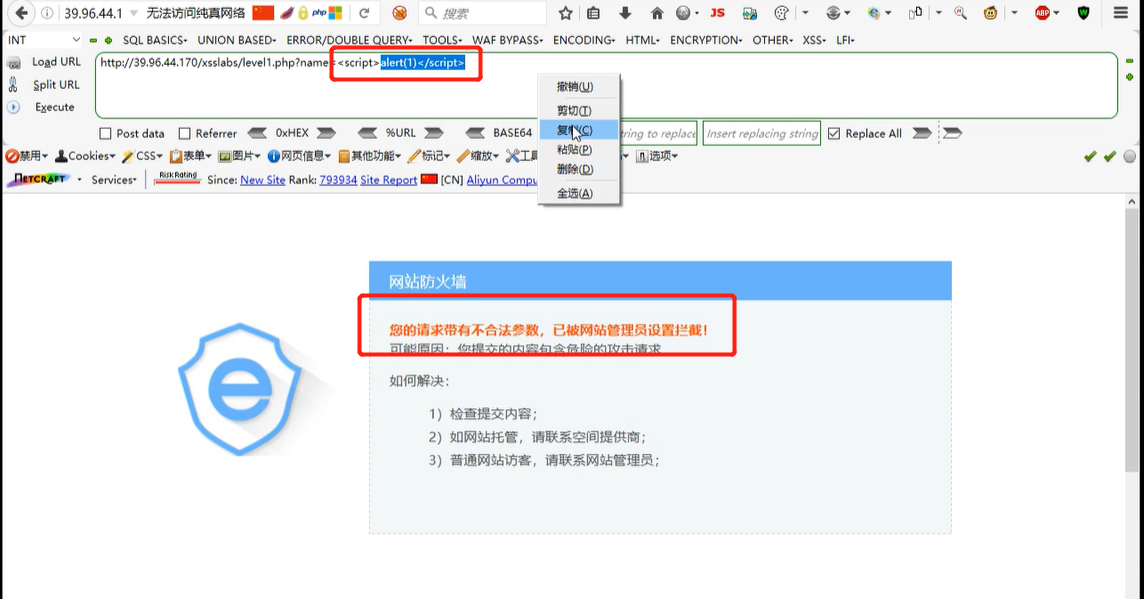 39.96.44.1 无法访问纯真网络 php 搜索 JS ABP
INT SQL BASICS UNION BASED ERROR/DOUBLE QUERY TOOLS WAF BYPASS ENCODING HTML ENCRYPTION OTHER XSS LFI
Load URL http://39.96.44.170/xsslabs/level1.php?name=<script>alert(1)</script>
Split URL
Execute
撤销(U)
剪切(T)
复制(C)
粘贴(P)
删除(D)
全选(A)
Post data Referrer 0xHEX %URL BASE64 to replace Insert replacing string Replace All
禁用 Cookies CSS 表单 图片 网页信息 其他功能 标记 缩放 工具 选项
NETCRAFT Services Risk Rating Since: New Site Rank: 793934 Site Report [CN] Aliyun Compu
网站防火墙
您的请求带有不合法参数，已被网站管理员设置拦截！
可能原因：您提交的内容包含危险的攻击请求
如何解决：
1）检查提交内容；
2）如网站托管，请联系空间提供商；
3）普通网站访客，请联系网站管理员；